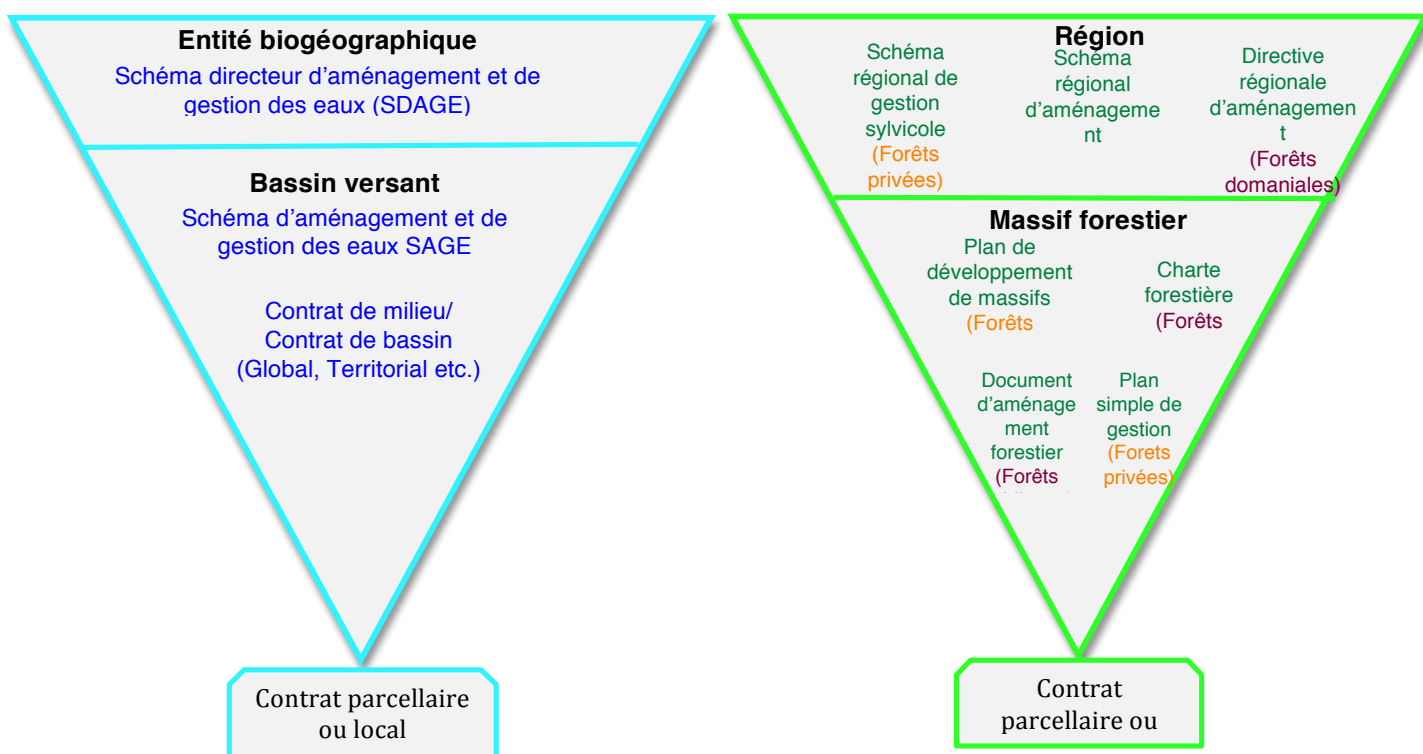 Entité biogéographique
Schéma directeur d’aménagement et de
gestion des eaux (SDAGE)
Bassin versant
Schéma d’aménagement et de
gestion des eaux SAGE
Contrat de milieu/
Contrat de bassin
(Global, Territorial etc.)
Contrat parcellaire
ou local
Région
Schéma
régional de
gestion
sylvicole
(Forêts
privées)
Schéma
régional
d’aménageme
nt
Directive
régionale
d’aménagemen
t
(Forêts
domaniales)
Massif forestier
Plan de
développement
de massifs
(Forêts
Charte
forestière
(Forêts
Document
d’aménage
ment
forestier
(Forêts
Plan
simple de
gestion
(Forets
privées)
Contrat
parcellaire ou